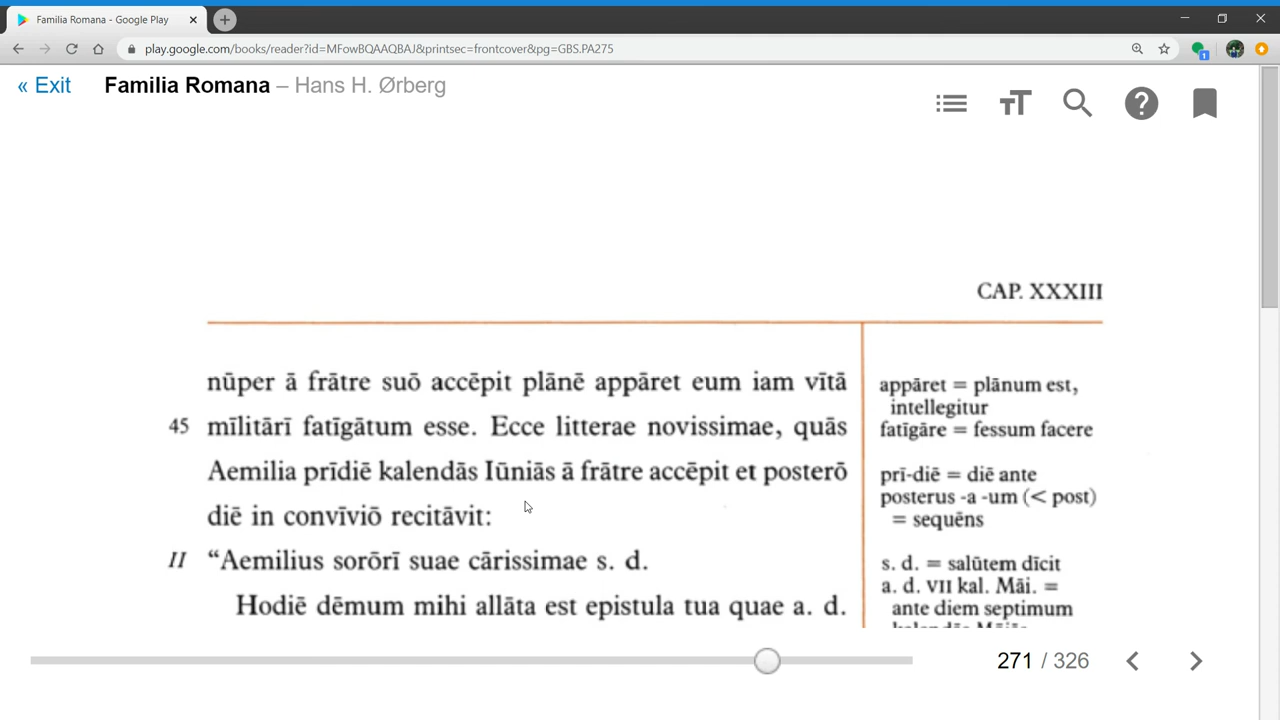 Familia Romana - Google Play
play.google.com/books/reader?id=MFowBQAAQBAJ&printsec=frontcover&pg=GBS.PA275
1
« Exit
Familia Romana – Hans H. Ørberg
CAP. XXXIII
nūper ā frātre suō accēpit plānē appāret eum iam vītā
45 mīlitārī fatīgātum esse. Ecce litterae novissimae, quās
Aemilia prīdiē kalendās Iūniās ā frātre accēpit et posterō
diē in convīviō recitāvit:
II “Aemilius sorōrī suae cārissimae s. d.
Hodiē dēmum mihi allāta est epistula tua quae a. d.
appāret = plānum est,
intellegitur
fatīgāre = fessum facere
prī-diē = diē ante
posterus -a -um (< post)
= sequēns
s. d. = salūtem dīcit
a. d. VII kal. Māi. =
ante diem septimum
kalendās Māiās
271 / 326